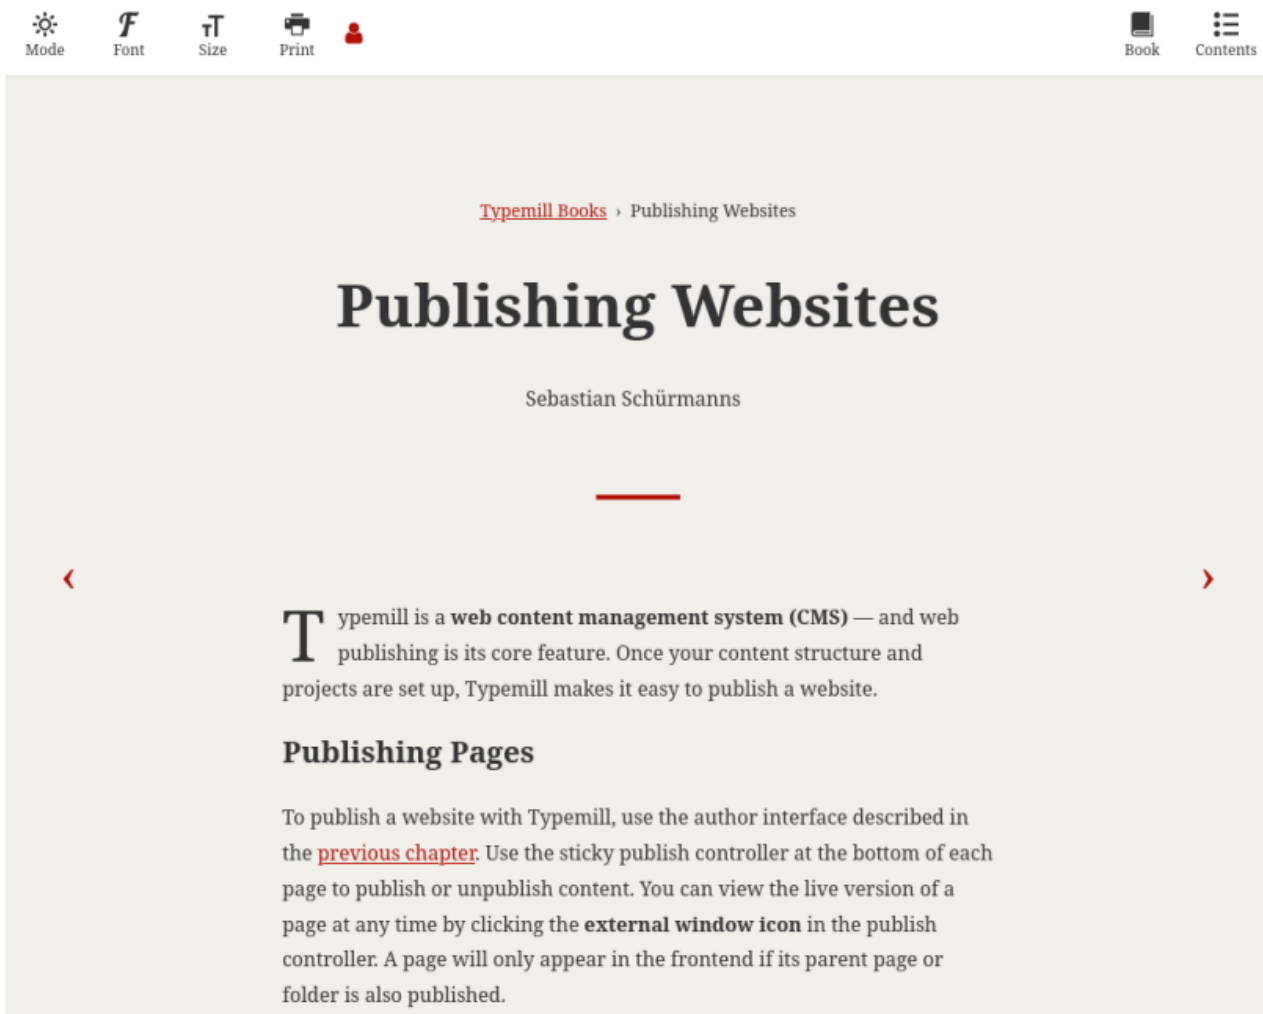 Mode Font Size Print Book Contents
Typemill Books › Publishing Websites
Publishing Websites
Sebastian Schürmanns
Typemill is a web content management system (CMS) — and web
publishing is its core feature. Once your content structure and
projects are set up, Typemill makes it easy to publish a website.
Publishing Pages
To publish a website with Typemill, use the author interface described in
the previous chapter. Use the sticky publish controller at the bottom of each
page to publish or unpublish content. You can view the live version of a
page at any time by clicking the external window icon in the publish
controller. A page will only appear in the frontend if its parent page or
folder is also published.